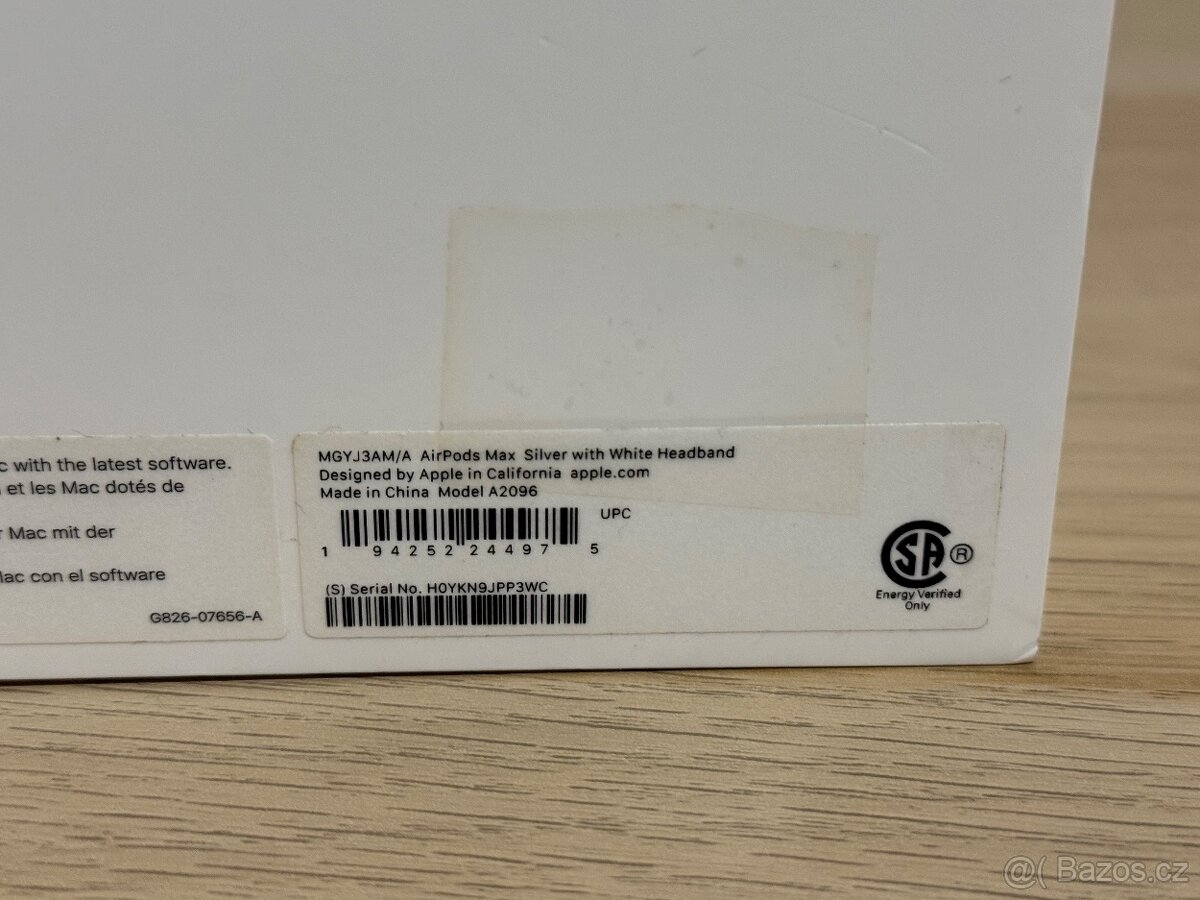 c with the latest software.
et les Mac dotés de
r Mac mit der
Mac con el software
G826-07656-A
MGYJ3AM/A AirPods Max Silver with White Headband
Designed by Apple in California apple.com
Made in China Model A2096
UPC
1 94252 24497 5
(S) Serial No. H0YKN9JPP3WC
SA ®
Energy Verified
Only
@( Bazos.cz